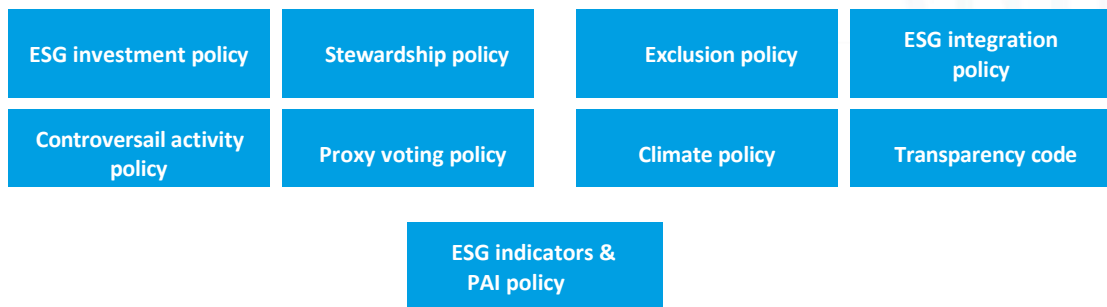 ESG investment policy
Stewardship policy
Exclusion policy
ESG integration
policy
Controversail activity
policy
Proxy voting policy
Climate policy
Transparency code
ESG indicators &
PAI policy